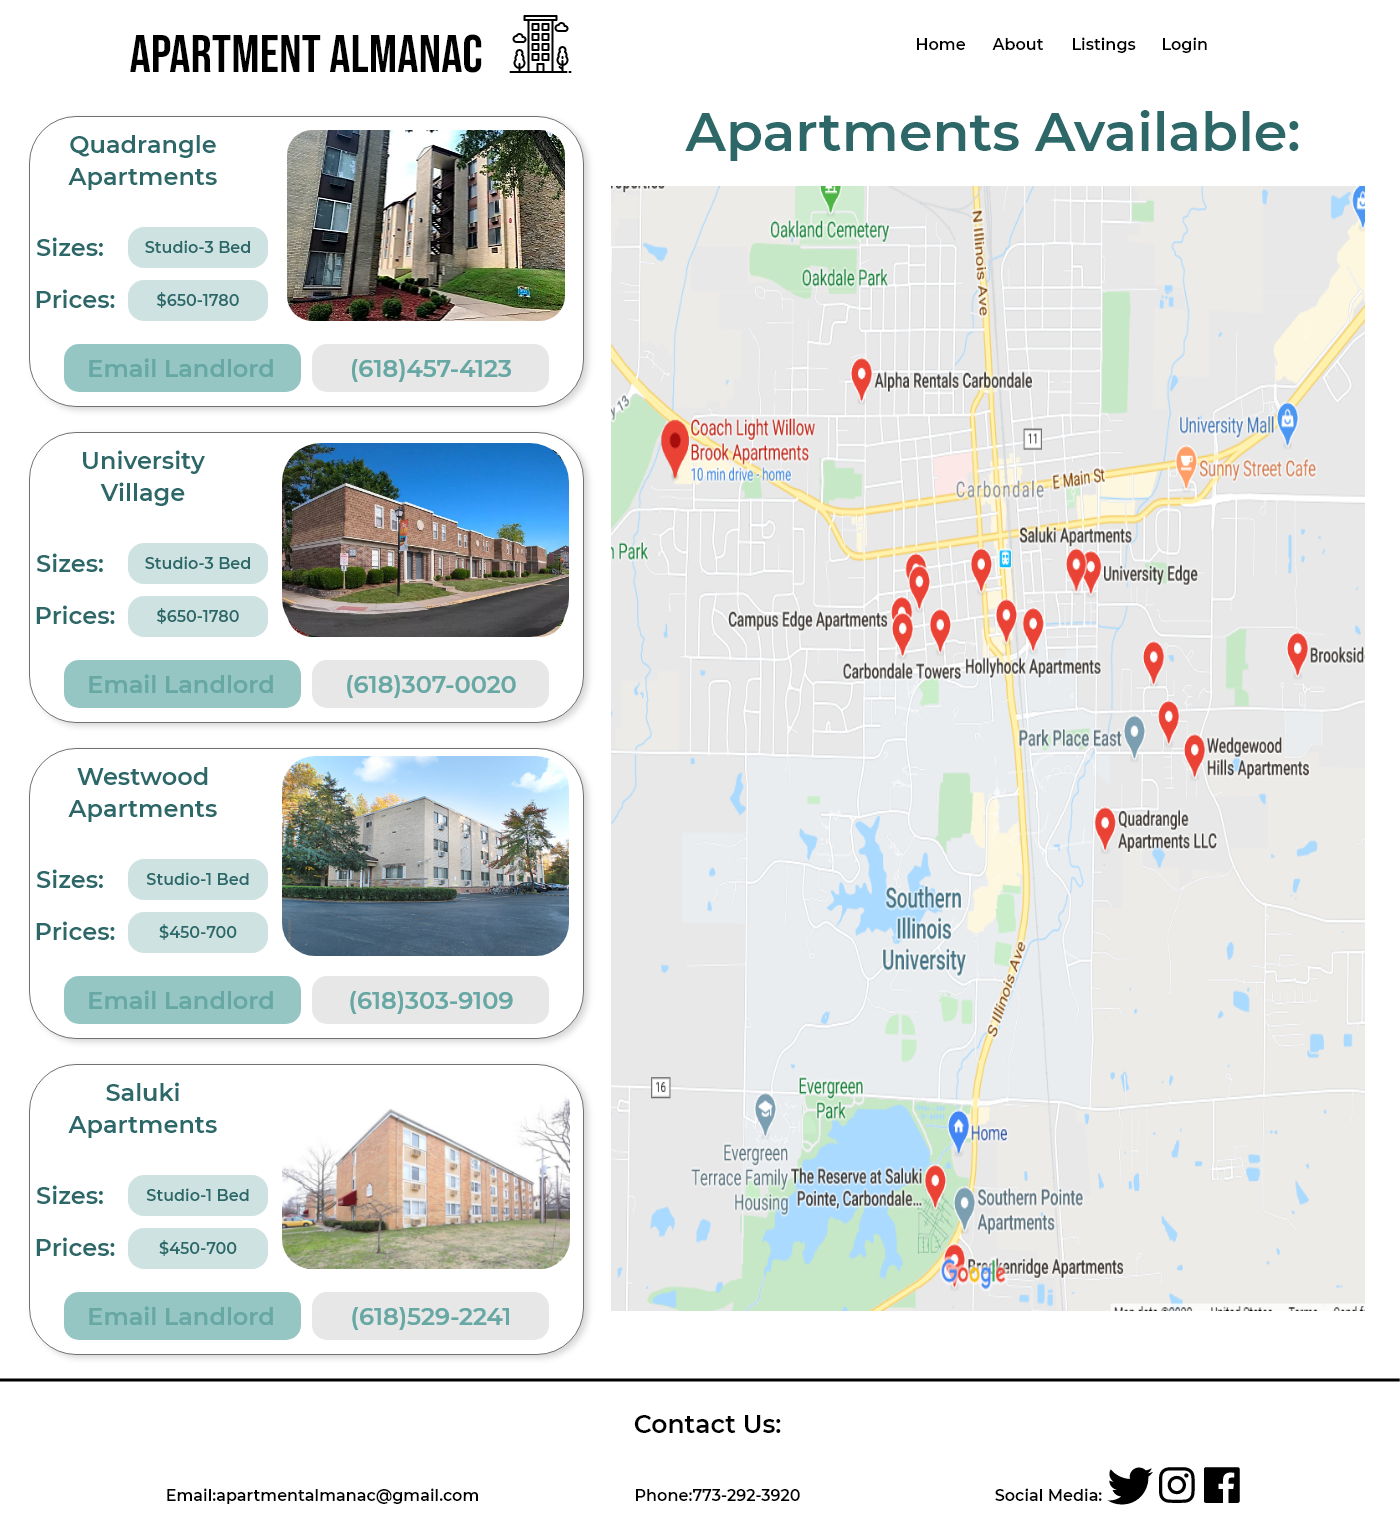 APARTMENT ALMANAC
Home About Listings Login
Apartments Available:
Quadrangle
Apartments
Sizes: Studio-3 Bed
Prices: $650-1780
Email Landlord (618)457-4123
University
Village
Sizes: Studio-3 Bed
Prices: $650-1780
Email Landlord (618)307-0020
Westwood
Apartments
Sizes: Studio-1 Bed
Prices: $450-700
Email Landlord (618)303-9109
Saluki
Apartments
Sizes: Studio-1 Bed
Prices: $450-700
Email Landlord (618)529-2241
Oakland Cemetery
Oakdale Park
N Illinois Ave
Alpha Rentals Carbondale
y 13
Coach Light Willow
Brook Apartments
10 min drive - home
11
University Mall
Sunny Street Cafe
E Main St
Carbondale
Saluki Apartments
n Park
University Edge
Campus Edge Apartments
Carbondale Towers
Hollyhock Apartments
Brooksid
Park Place East
Wedgewood
Hills Apartments
Quadrangle
Apartments LLC
Southern
Illinois
University
S Illinois Ave
16
Evergreen
Park
Home
Evergreen
Terrace Family
Housing
The Reserve at Saluki
Pointe, Carbondale...
Southern Pointe
Apartments
Breckenridge Apartments
Google
Contact Us:
Email:apartmentalmanac@gmail.com
Phone:773-292-3920
Social Media: